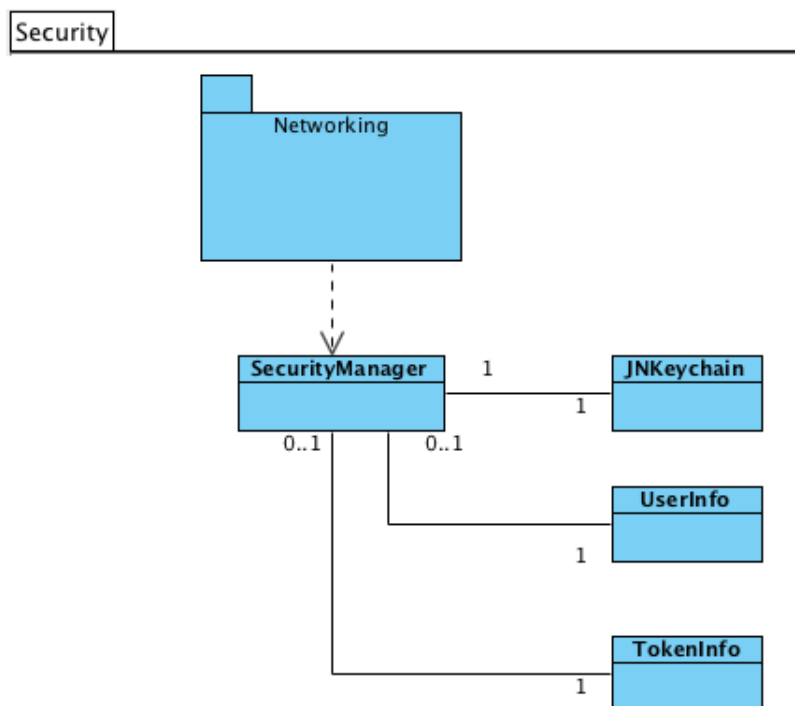 Security
Networking
SecurityManager
1
JNKeychain
1
0..1
0..1
UserInfo
1
TokenInfo
1